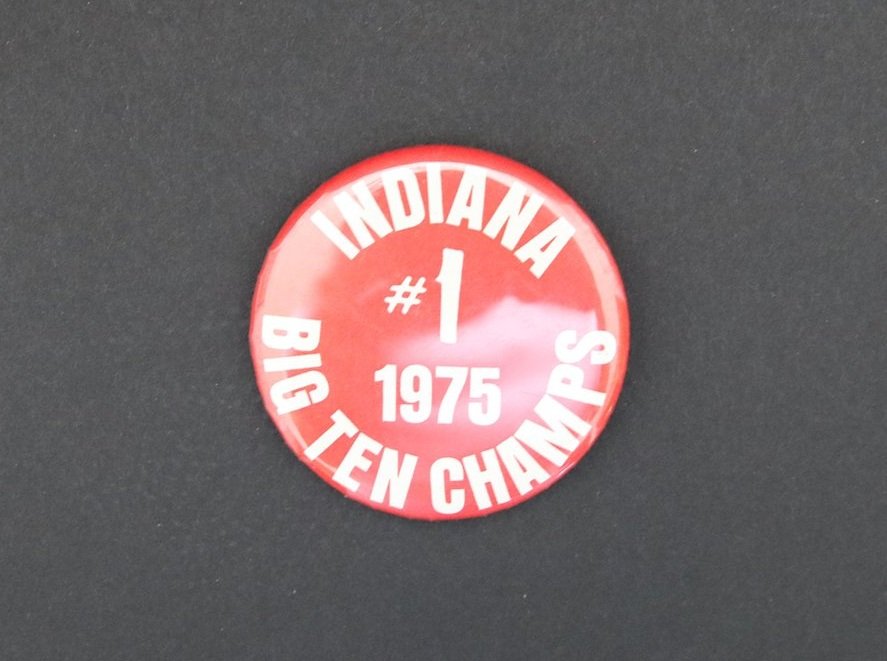 INDIANA
#1
1975
BIG TEN CHAMPS